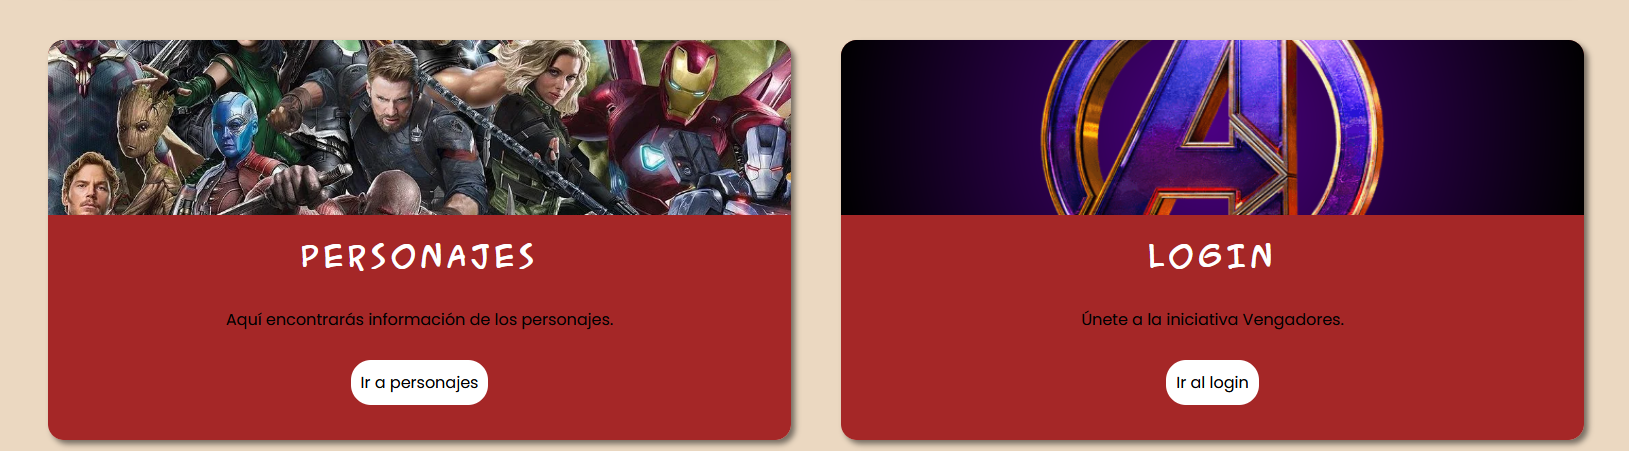 PERSONAJES
Aquí encontrarás información de los personajes.
Ir a personajes
LOGIN
Únete a la iniciativa Vengadores.
Ir al login